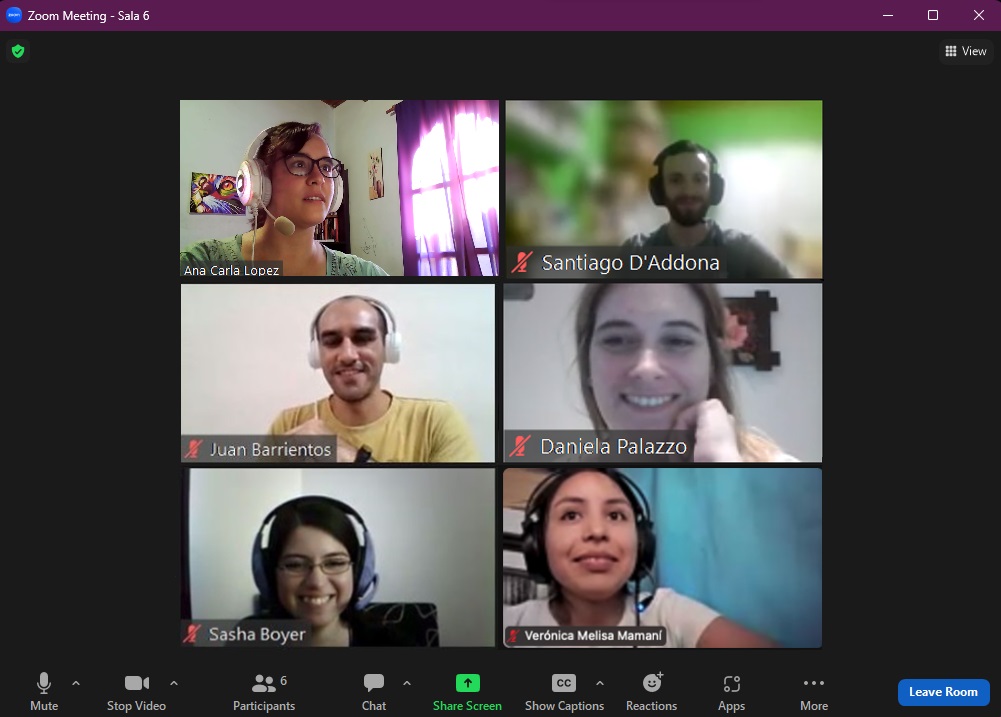 Zoom Meeting - Sala 6
View
Ana Carla Lopez
Santiago D'Addona
Juan Barrientos
Daniela Palazzo
Sasha Boyer
Verónica Melisa Mamaní
6
CC
Mute
Stop Video
Participants
Chat
Share Screen
Show Captions
Reactions
Apps
More
Leave Room